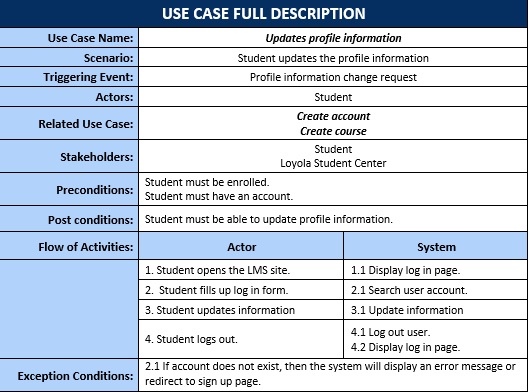 USE CASE FULL DESCRIPTION
Use Case Name: Updates profile information
Scenario: Student updates the profile information
Triggering Event: Profile information change request
Actors: Student
Related Use Case: Create account
Create course
Stakeholders: Student
Loyola Student Center
Preconditions: Student must be enrolled.
Student must have an account.
Post conditions: Student must be able to update profile information.
Flow of Activities: Actor System
1. Student opens the LMS site. 1.1 Display log in page.
2. Student fills up log in form. 2.1 Search user account.
3. Student updates information 3.1 Update information
4. Student logs out. 4.1 Log out user.
4.2 Display log in page.
Exception Conditions: 2.1 If account does not exist, then the system will display an error message or
redirect to sign up page.